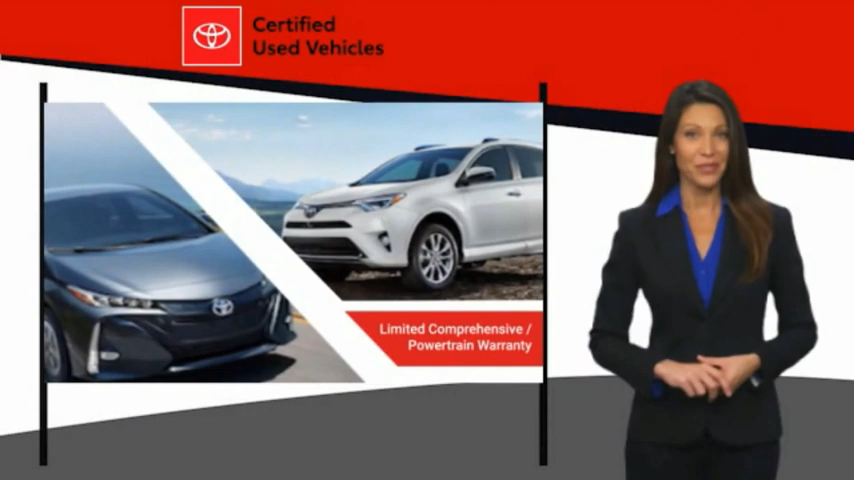 Certified
Used Vehicles
Limited Comprehensive /
Powertrain Warranty